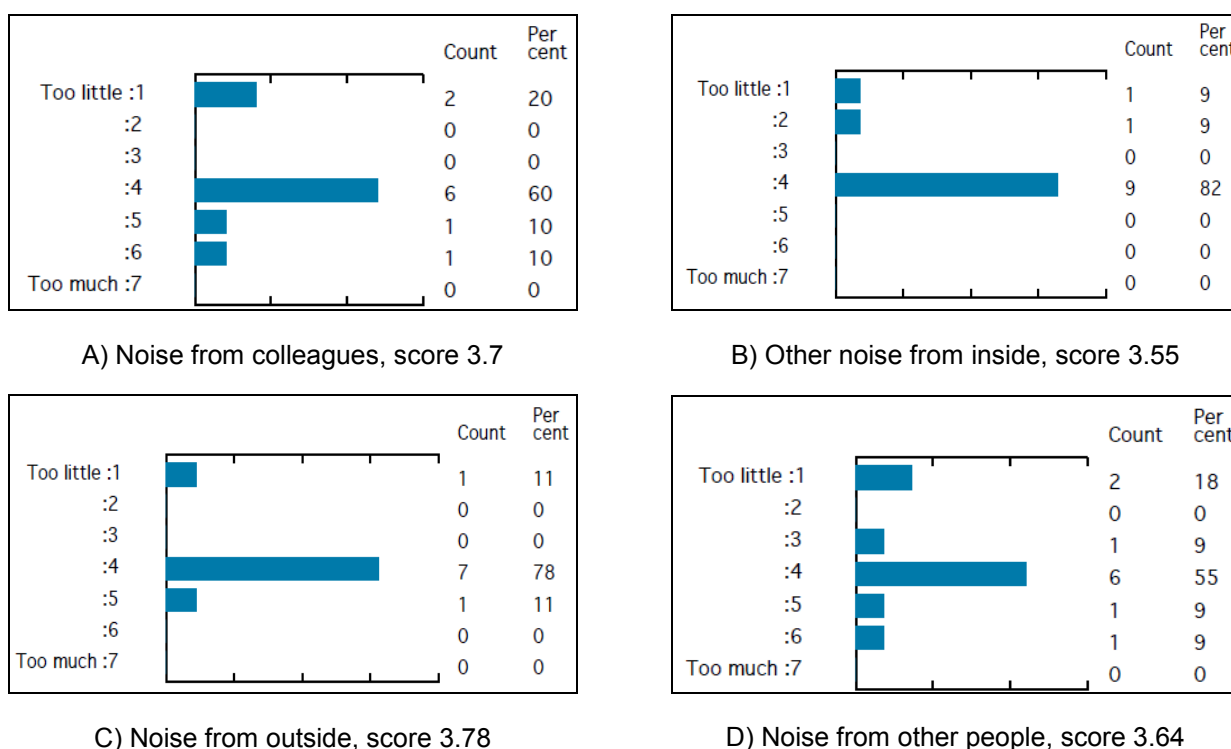 Count Per cent
Too little :1 2 20
:2 0 0
:3 0 0
:4 6 60
:5 1 10
:6 1 10
Too much :7 0 0
A) Noise from colleagues, score 3.7
Count Per cent
Too little :1 1 9
:2 1 9
:3 0 0
:4 9 82
:5 0 0
:6 0 0
Too much :7 0 0
B) Other noise from inside, score 3.55
Count Per cent
Too little :1 1 11
:2 0 0
:3 0 0
:4 7 78
:5 1 11
:6 0 0
Too much :7 0 0
C) Noise from outside, score 3.78
Count Per cent
Too little :1 2 18
:2 0 0
:3 1 9
:4 6 55
:5 1 9
:6 1 9
Too much :7 0 0
D) Noise from other people, score 3.64